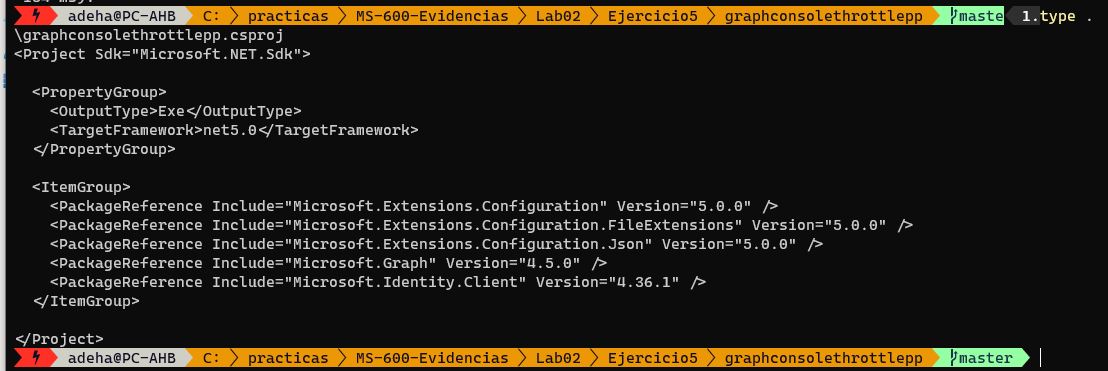 adeha@PC-AHB C: practicas MS-600-Evidencias Lab02 Ejercicio5 graphconsolethrottlepp maste 1.type .
\graphconsolethrottlepp.csproj
<Project Sdk="Microsoft.NET.Sdk">
<PropertyGroup>
<OutputType>Exe</OutputType>
<TargetFramework>net5.0</TargetFramework>
</PropertyGroup>
<ItemGroup>
<PackageReference Include="Microsoft.Extensions.Configuration" Version="5.0.0" />
<PackageReference Include="Microsoft.Extensions.Configuration.FileExtensions" Version="5.0.0" />
<PackageReference Include="Microsoft.Extensions.Configuration.Json" Version="5.0.0" />
<PackageReference Include="Microsoft.Graph" Version="4.5.0" />
<PackageReference Include="Microsoft.Identity.Client" Version="4.36.1" />
</ItemGroup>
</Project>
adeha@PC-AHB C: practicas MS-600-Evidencias Lab02 Ejercicio5 graphconsolethrottlepp master